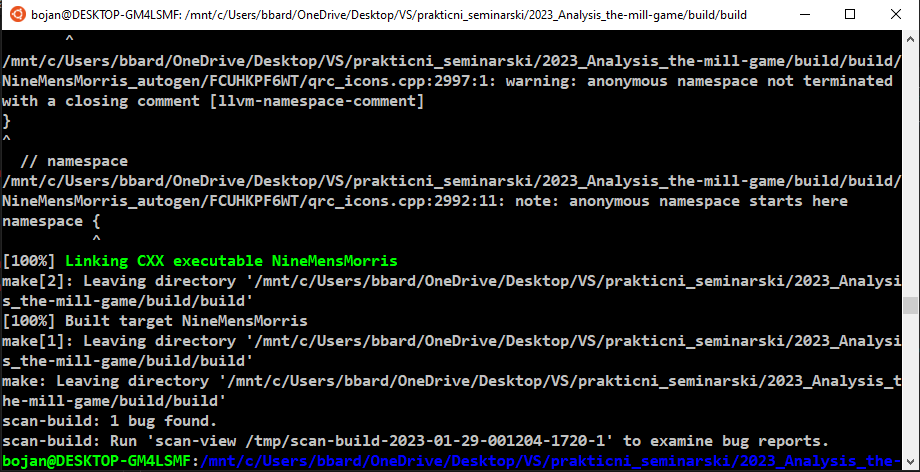 bojan@DESKTOP-GM4LSMF: /mnt/c/Users/bbard/OneDrive/Desktop/VS/prakticni_seminarski/2023_Analysis_the-mill-game/build/build
^
/mnt/c/Users/bbard/OneDrive/Desktop/VS/prakticni_seminarski/2023_Analysis_the-mill-game/build/build/
NineMensMorris_autogen/FCUHKPF6WT/qrc_icons.cpp:2997:1: warning: anonymous namespace not terminated
with a closing comment [llvm-namespace-comment]
}
^
  // namespace
/mnt/c/Users/bbard/OneDrive/Desktop/VS/prakticni_seminarski/2023_Analysis_the-mill-game/build/build/
NineMensMorris_autogen/FCUHKPF6WT/qrc_icons.cpp:2992:11: note: anonymous namespace starts here
namespace {
          ^
[100%] Linking CXX executable NineMensMorris
make[2]: Leaving directory '/mnt/c/Users/bbard/OneDrive/Desktop/VS/prakticni_seminarski/2023_Analysi
s_the-mill-game/build/build'
[100%] Built target NineMensMorris
make[1]: Leaving directory '/mnt/c/Users/bbard/OneDrive/Desktop/VS/prakticni_seminarski/2023_Analysi
s_the-mill-game/build/build'
make: Leaving directory '/mnt/c/Users/bbard/OneDrive/Desktop/VS/prakticni_seminarski/2023_Analysis_t
he-mill-game/build/build'
scan-build: 1 bug found.
scan-build: Run 'scan-view /tmp/scan-build-2023-01-29-001204-1720-1' to examine bug reports.
bojan@DESKTOP-GM4LSMF:/mnt/c/Users/bbard/OneDrive/Desktop/VS/prakticni_seminarski/2023_Analysis_the-